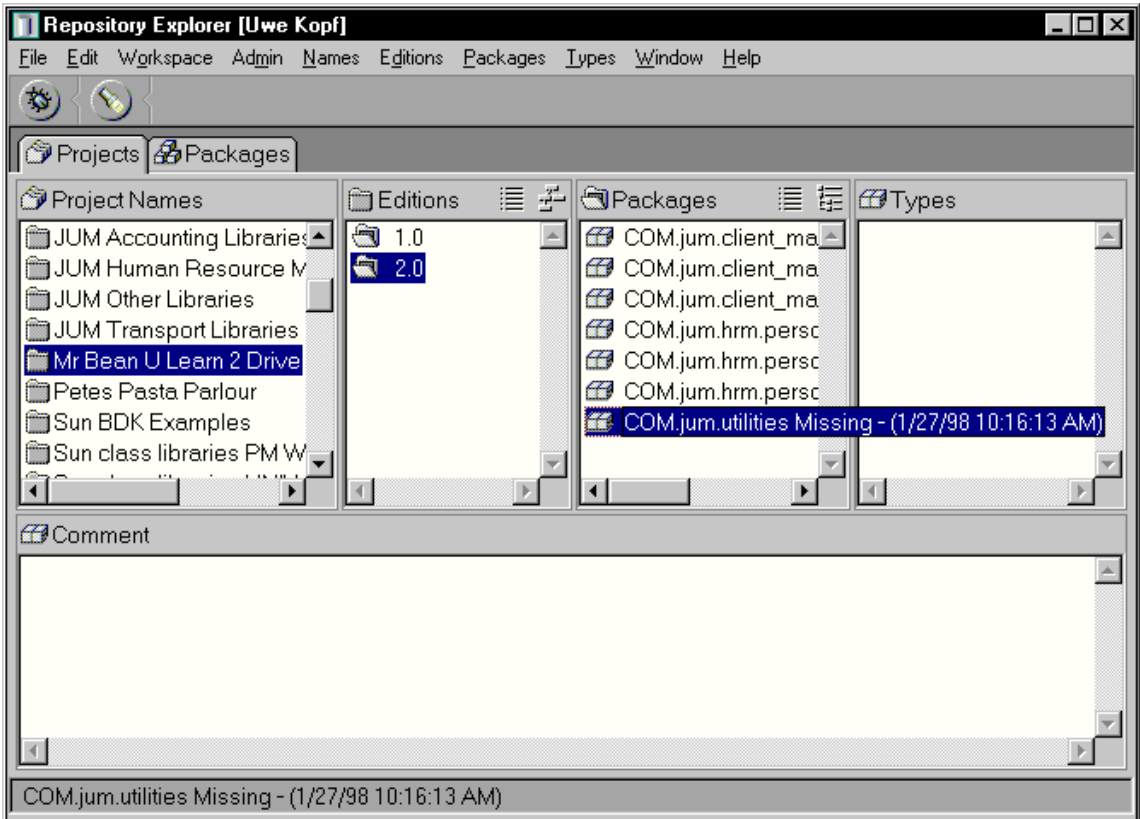 Repository Explorer [Uwe Kopf]
File Edit Workspace Admin Names Editions Packages Types Window Help
Projects Packages
Project Names
JUM Accounting Libraries
JUM Human Resource M
JUM Other Libraries
JUM Transport Libraries
Mr Bean U Learn 2 Drive
Petes Pasta Parlour
Sun BDK Examples
Sun class libraries PM W
Editions
1.0
2.0
Packages
COM.jum.client_ma
COM.jum.client_ma
COM.jum.client_ma
COM.jum.hrm.persc
COM.jum.hrm.persc
COM.jum.hrm.persc
COM.jum.utilities Missing - (1/27/98 10:16:13 AM)
Types
Comment
COM.jum.utilities Missing - (1/27/98 10:16:13 AM)